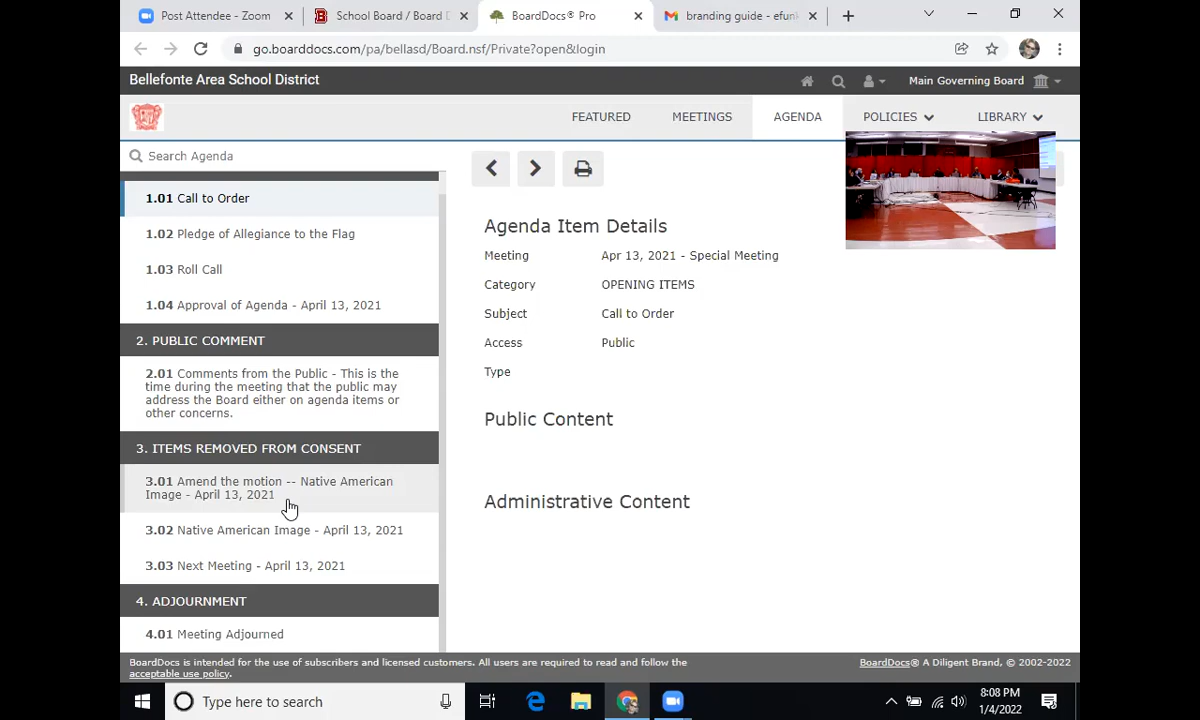 Post Attendee - Zoom
School Board / Board D
BoardDocs® Pro
branding guide - efunk
go.boarddocs.com/pa/bellasd/Board.nsf/Private?open&login
Bellefonte Area School District
Main Governing Board
FEATURED
MEETINGS
AGENDA
POLICIES
LIBRARY
Search Agenda
1.01 Call to Order
1.02 Pledge of Allegiance to the Flag
1.03 Roll Call
1.04 Approval of Agenda - April 13, 2021
2. PUBLIC COMMENT
2.01 Comments from the Public - This is the
time during the meeting that the public may
address the Board either on agenda items or
other concerns.
3. ITEMS REMOVED FROM CONSENT
3.01 Amend the motion -- Native American
Image - April 13, 2021
3.02 Native American Image - April 13, 2021
3.03 Next Meeting - April 13, 2021
4. ADJOURNMENT
4.01 Meeting Adjourned
Agenda Item Details
Meeting Apr 13, 2021 - Special Meeting
Category OPENING ITEMS
Subject Call to Order
Access Public
Type
Public Content
Administrative Content
BoardDocs is intended for the use of subscribers and licensed customers. All users are required to read and follow the
acceptable use policy.
BoardDocs® A Diligent Brand, © 2002-2022
Type here to search
8:08 PM
1/4/2022